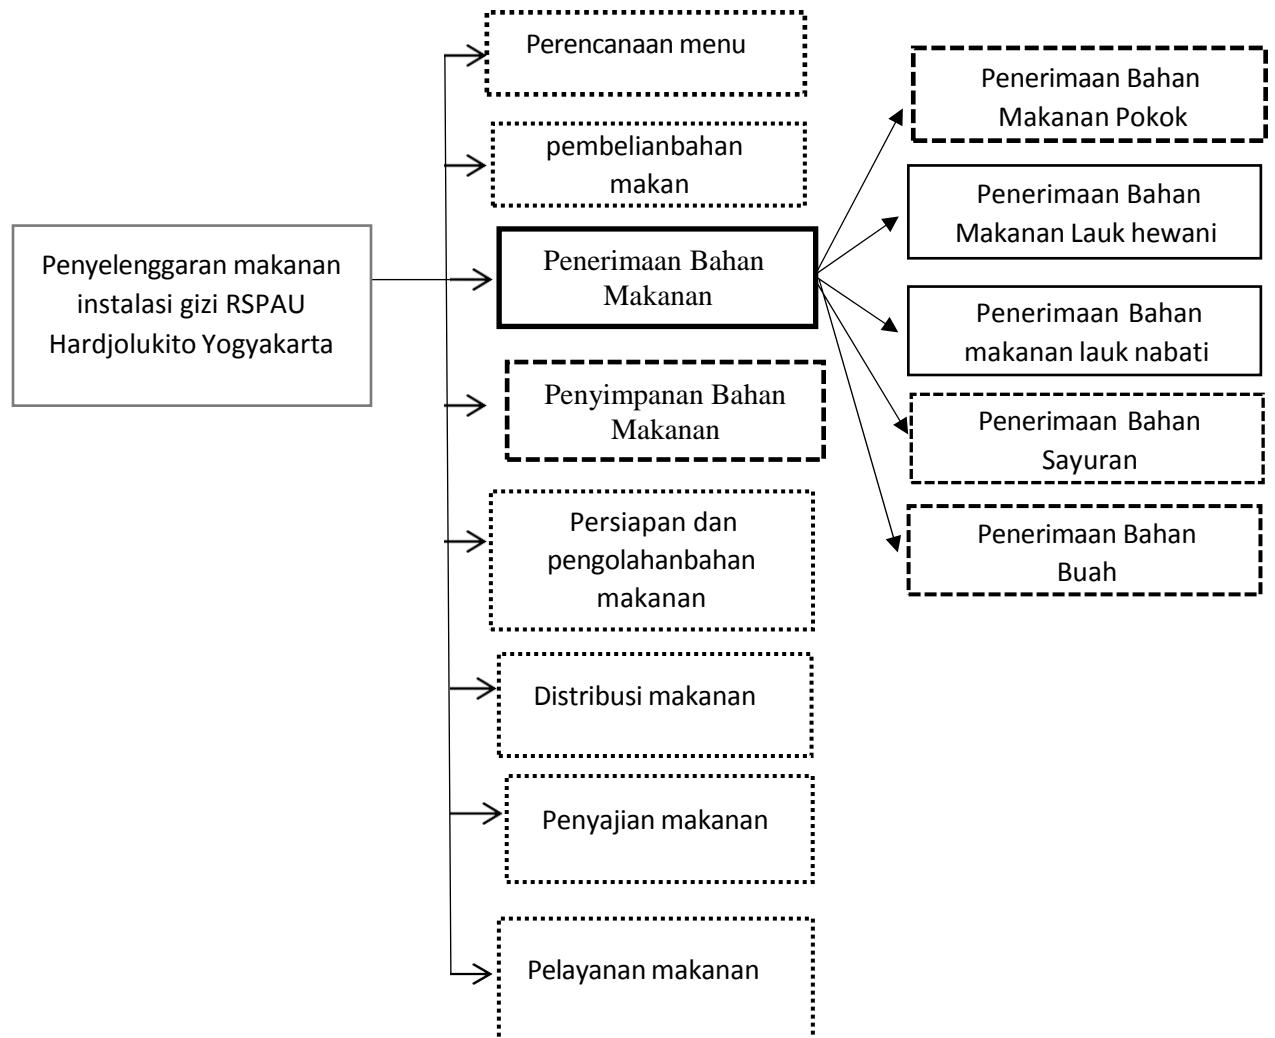 Penyelenggaran makanan
instalasi gizi RSPAU
Hardjolukito Yogyakarta
Perencanaan menu
pembelianbahan
makan
Penerimaan Bahan
Makanan
Penyimpanan Bahan
Makanan
Persiapan dan
pengolahanbahan
makanan
Distribusi makanan
Penyajian makanan
Pelayanan makanan
Penerimaan Bahan
Makanan Pokok
Penerimaan Bahan
Makanan Lauk hewani
Penerimaan Bahan
makanan lauk nabati
Penerimaan Bahan
Sayuran
Penerimaan Bahan
Buah